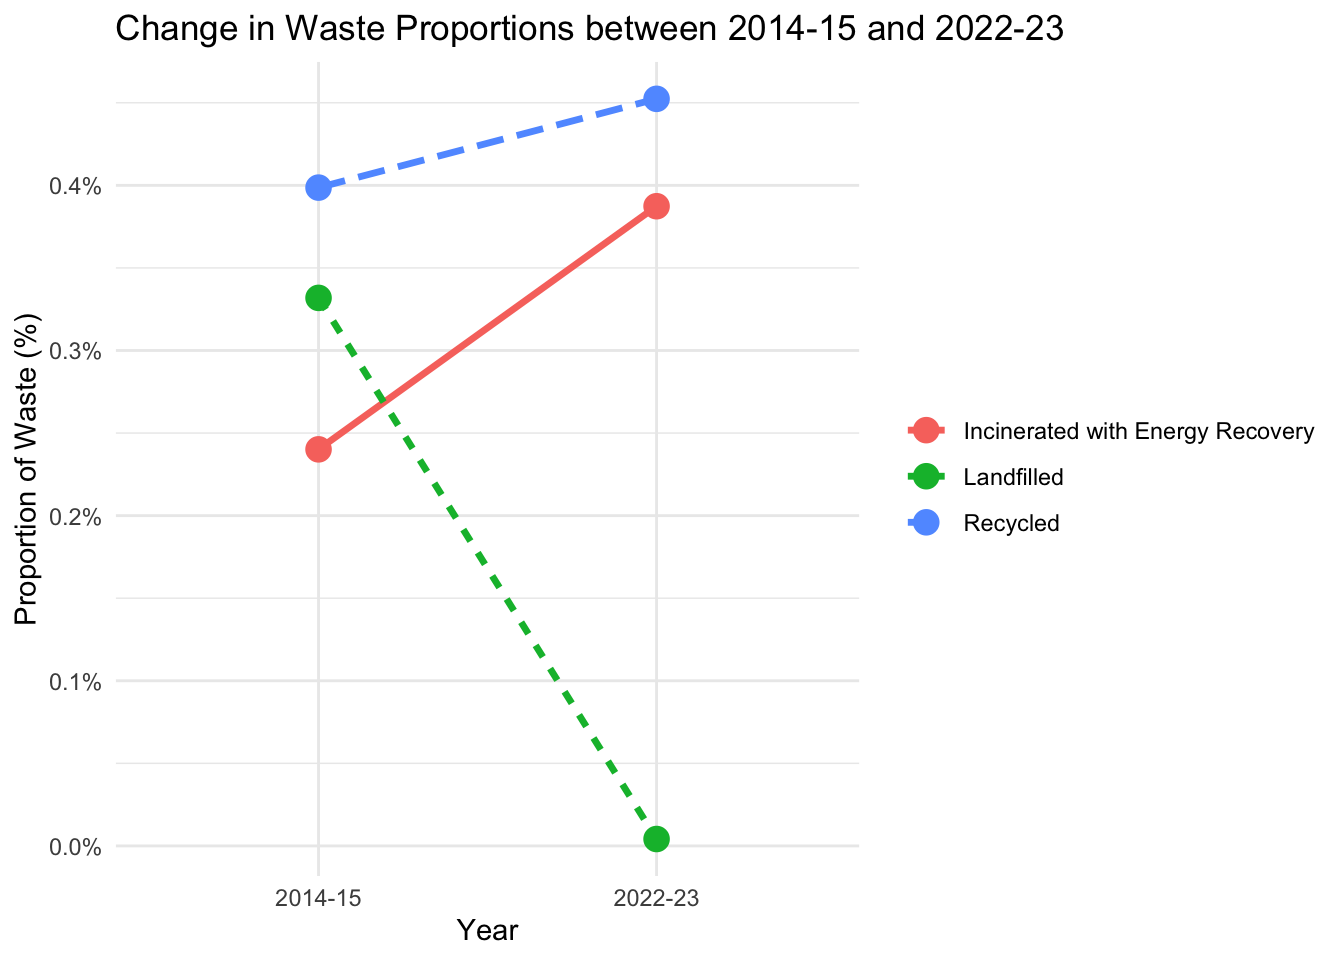 Change in Waste Proportions between 2014-15 and 2022-23
Proportion of Waste (%)
0.4%
0.3%
0.2%
0.1%
0.0%
2014-15
2022-23
Year
Incinerated with Energy Recovery
Landfilled
Recycled